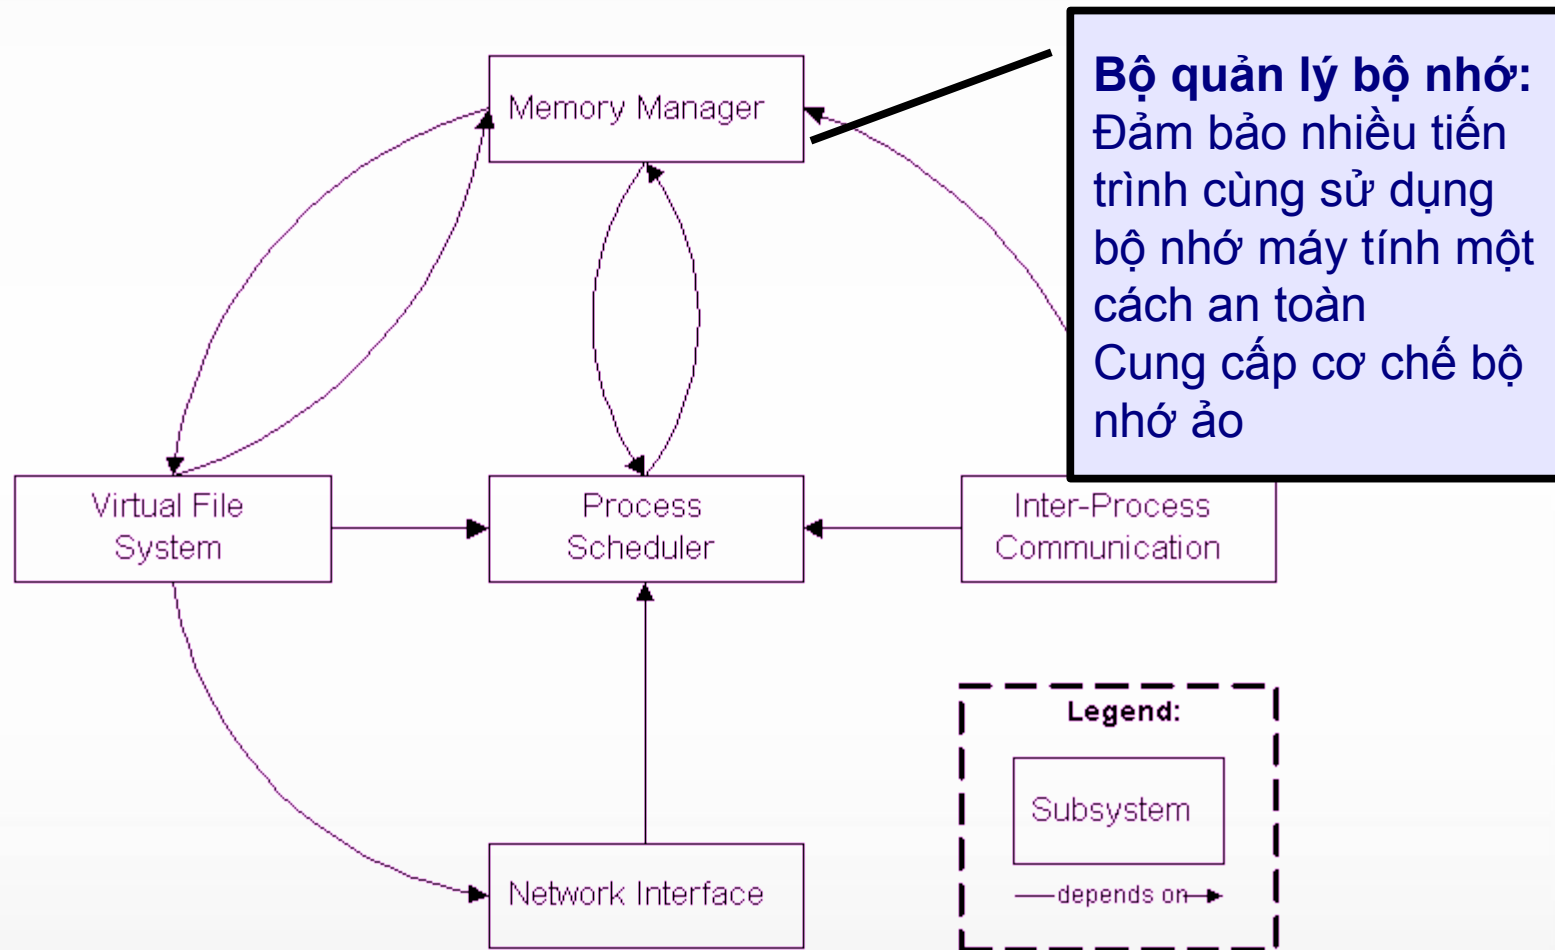 Memory Manager
Bộ quản lý bộ nhớ:
Đảm bảo nhiều tiến
trình cùng sử dụng
bộ nhớ máy tính một
cách an toàn
Cung cấp cơ chế bộ
nhớ ảo
Virtual File
System
Process
Scheduler
Inter-Process
Communication
Network Interface
Legend:
Subsystem
depends on